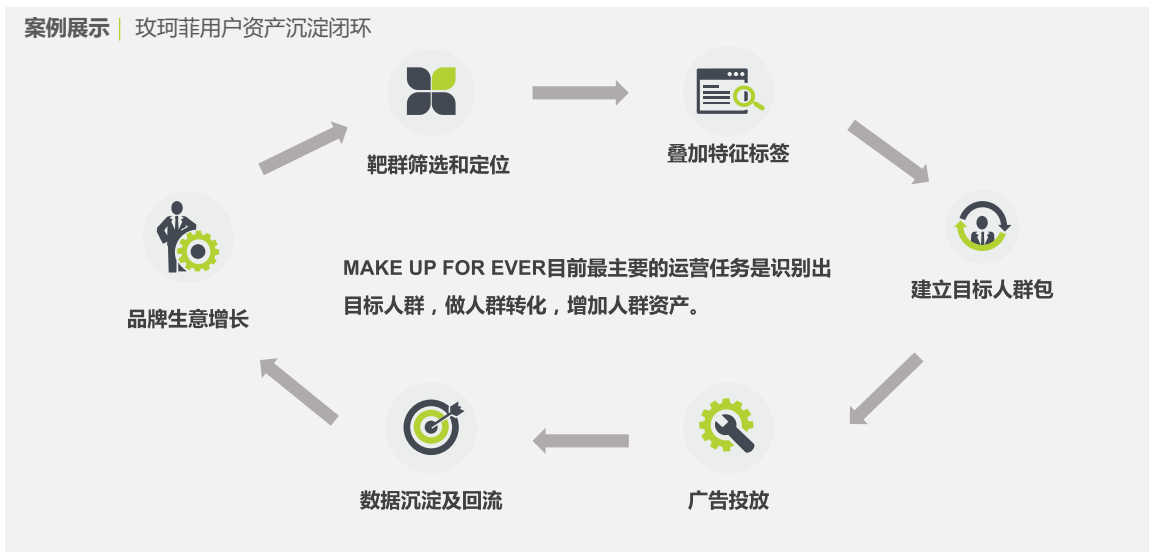 案例展示｜ 玫珂菲用户资产沉淀闭环
靶群筛选和定位
叠加特征标签
建立目标人群包
MAKE UP FOR EVER目前最主要的运营任务是识别出
目标人群，做人群转化，增加人群资产。
品牌生意增长
数据沉淀及回流
广告投放